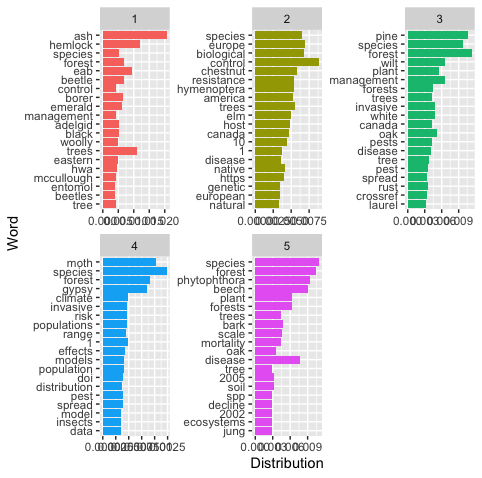 1
ash
hemlock
species
forest
eab
beetle
control
borer
emerald
management
adelgid
black
woolly
trees
eastern
hwa
mccullough
entomol
beetles
tree
2
species
europe
biological
control
chestnut
resistance
hymenoptera
america
trees
elm
host
canada
10
1
disease
native
https
genetic
european
natural
3
pine
species
forest
wilt
plant
management
forests
trees
invasive
white
canada
oak
pests
disease
tree
pest
spread
rust
crossref
laurel
Word
4
moth
species
forest
gypsy
climate
invasive
risk
populations
range
1
effects
models
population
doi
distribution
pest
spread
model
insects
data
5
species
forest
phytophthora
beech
plant
forests
trees
bark
scale
mortality
oak
disease
tree
2005
soil
spp
decline
2002
ecosystems
jung
Distribution